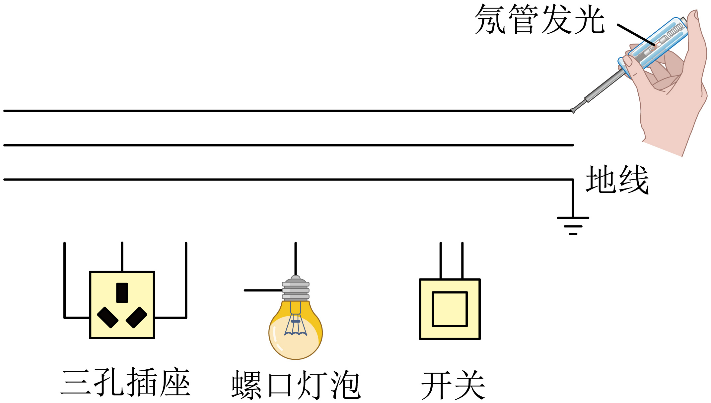 氖管发光
地线
三孔插座
螺口灯泡
开关